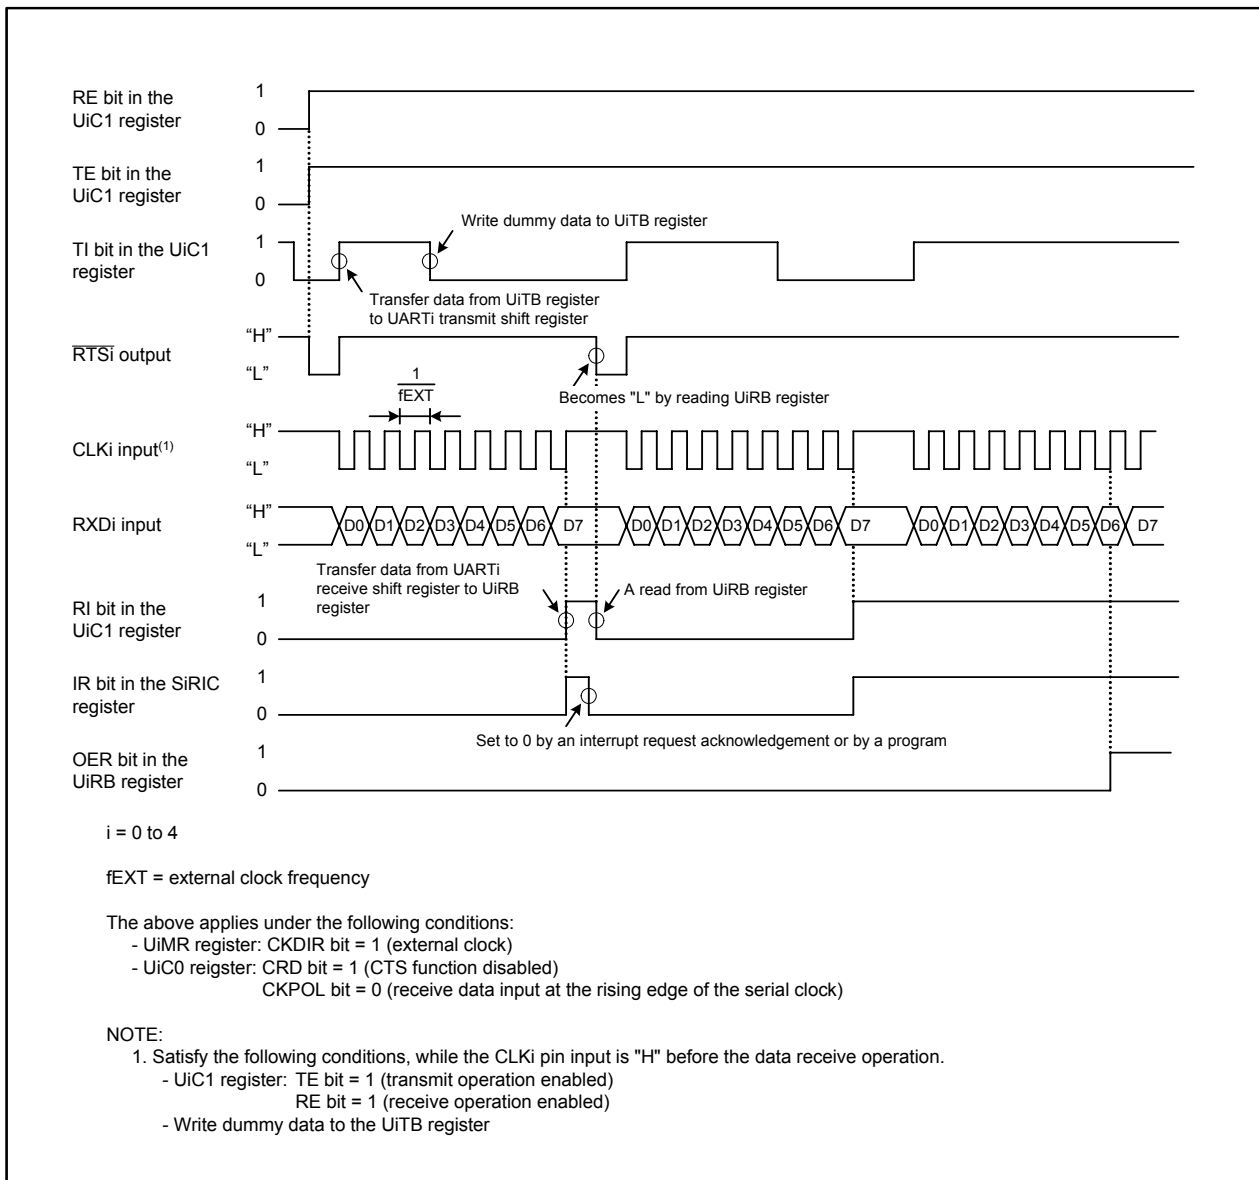 RE bit in the
UiC1 register
1
0
TE bit in the
UiC1 register
1
0
Write dummy data to UiTB register
TI bit in the UiC1
register
1
0
Transfer data from UiTB register
to UARTi transmit shift register
RTSi output
“H”
“L”
1
fEXT
Becomes "L" by reading UiRB register
CLKi input(1)
“H”
“L”
RXDi input
“H”
“L”
D0 D1 D2 D3 D4 D5 D6 D7 D0 D1 D2 D3 D4 D5 D6 D7 D0 D1 D2 D3 D4 D5 D6 D7
Transfer data from UARTi
receive shift register to UiRB
register
A read from UiRB register
RI bit in the
UiC1 register
1
0
IR bit in the SiRIC
register
1
0
Set to 0 by an interrupt request acknowledgement or by a program
OER bit in the
UiRB register
1
0
i = 0 to 4
fEXT = external clock frequency
The above applies under the following conditions:
- UiMR register: CKDIR bit = 1 (external clock)
- UiC0 reigster: CRD bit = 1 (CTS function disabled)
CKPOL bit = 0 (receive data input at the rising edge of the serial clock)
NOTE:
1. Satisfy the following conditions, while the CLKi pin input is "H" before the data receive operation.
- UiC1 register: TE bit = 1 (transmit operation enabled)
RE bit = 1 (receive operation enabled)
- Write dummy data to the UiTB register